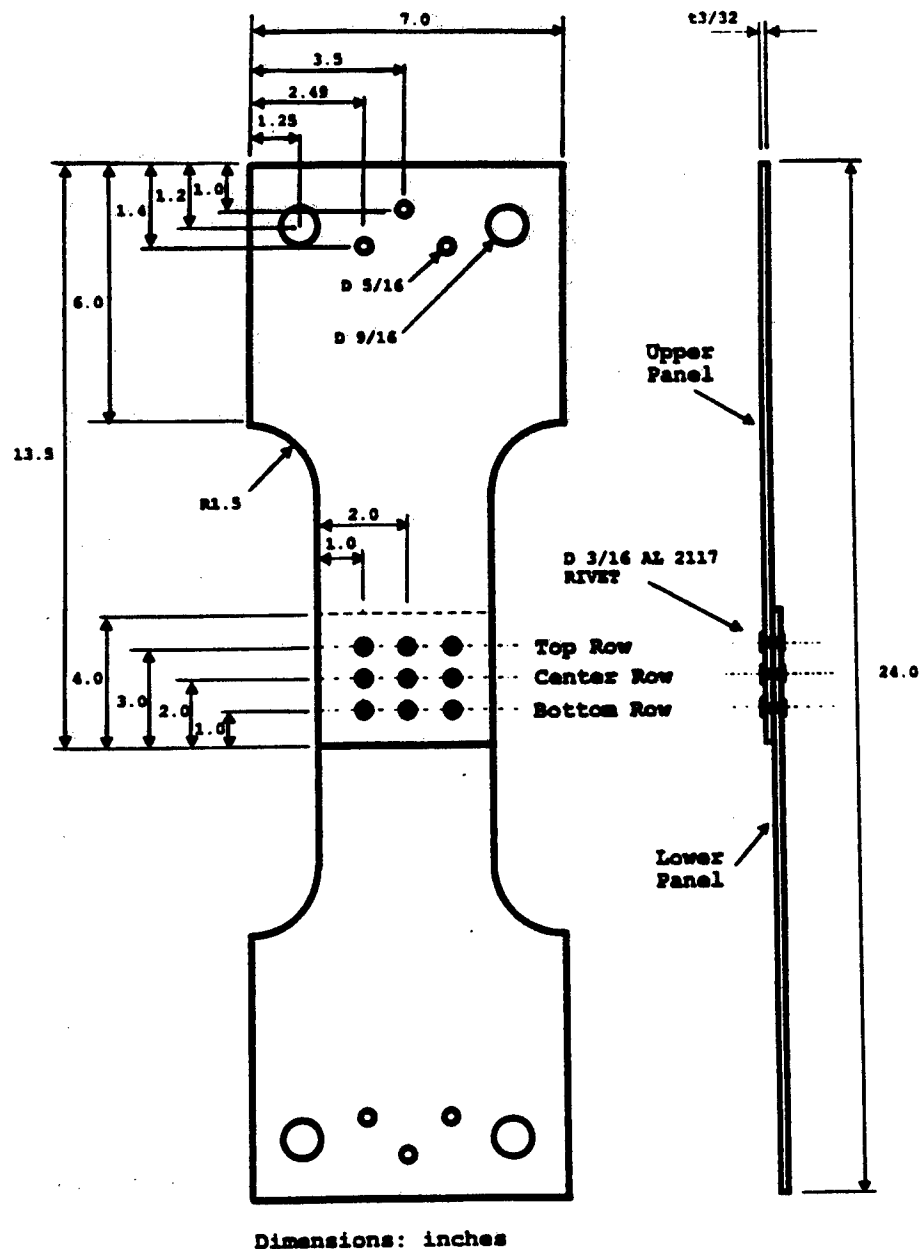 7.0
t3/32
3.5
2.49
1.25
1.0
1.2
1.4
D 5/16
6.0
D 9/16
Upper
Panel
13.5
R1.5
2.0
1.0
D 3/16 AL 2117
RIVET
Top Row
4.0
24.0
Center Row
3.0
2.0
Bottom Row
1.0
Lower
Panel
Dimensions: inches